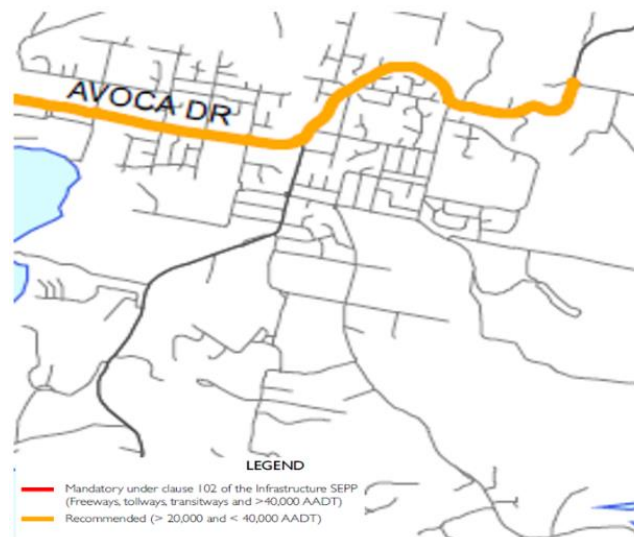 AVOCA DR
LEGEND
Mandatory under clause 102 of the Infrastructure SEPP
(Freeways, tollways, transitways and >40,000 AADT)
Recommended (> 20,000 and < 40,000 AADT)